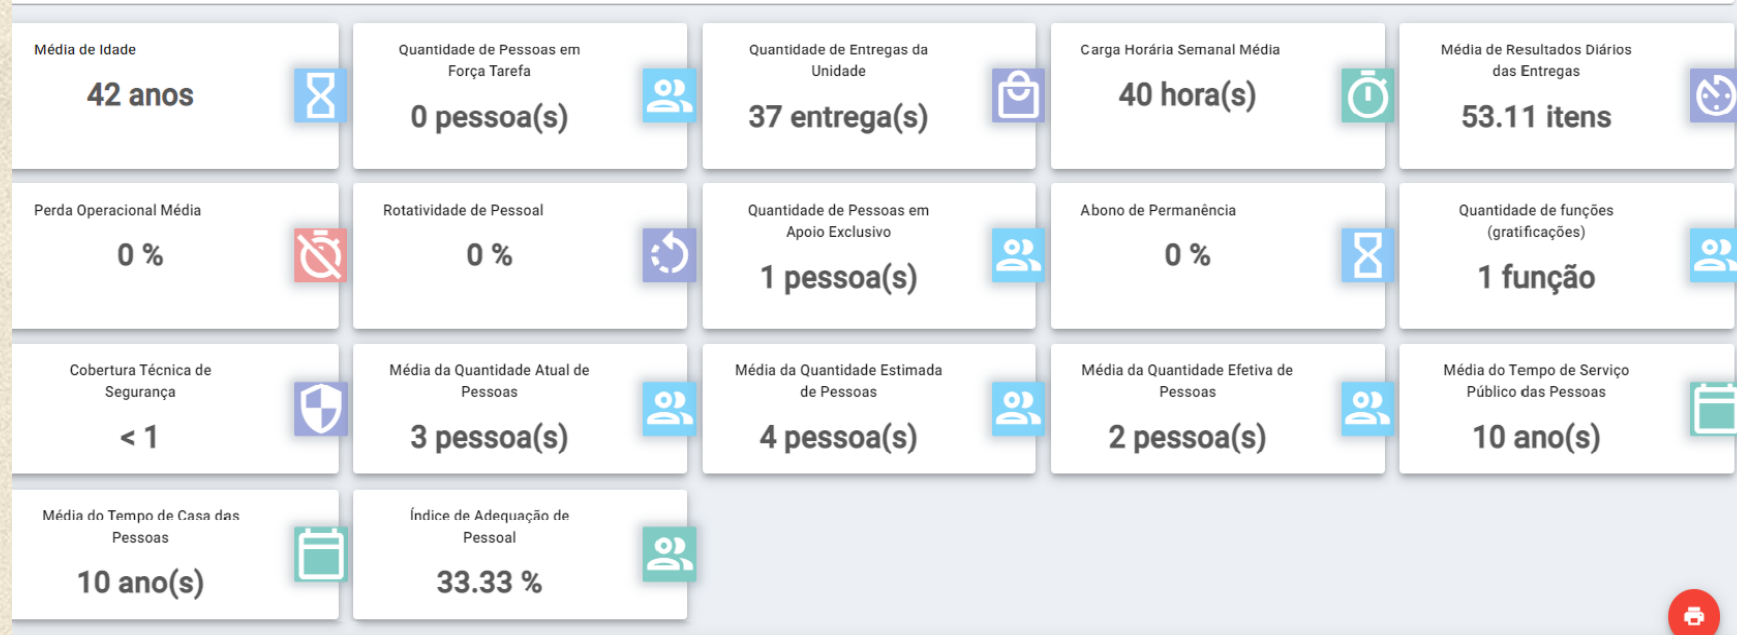 Média de Idade
42 anos
Quantidade de Pessoas em
Força Tarefa
0 pessoa(s)
Quantidade de Entregas da
Unidade
37 entrega(s)
Carga Horária Semanal Média
40 hora(s)
Média de Resultados Diários
das Entregas
53.11 itens
Perda Operacional Média
0 %
Rotatividade de Pessoal
0 %
Quantidade de Pessoas em
Apoio Exclusivo
1 pessoa(s)
Abono de Permanência
0 %
Quantidade de funções
(gratificações)
1 função
Cobertura Técnica de
Segurança
< 1
Média da Quantidade Atual de
Pessoas
3 pessoa(s)
Média da Quantidade Estimada
de Pessoas
4 pessoa(s)
Média da Quantidade Efetiva de
Pessoas
2 pessoa(s)
Média do Tempo de Serviço
Público das Pessoas
10 ano(s)
Média do Tempo de Casa das
Pessoas
10 ano(s)
Índice de Adequação de
Pessoal
33.33 %